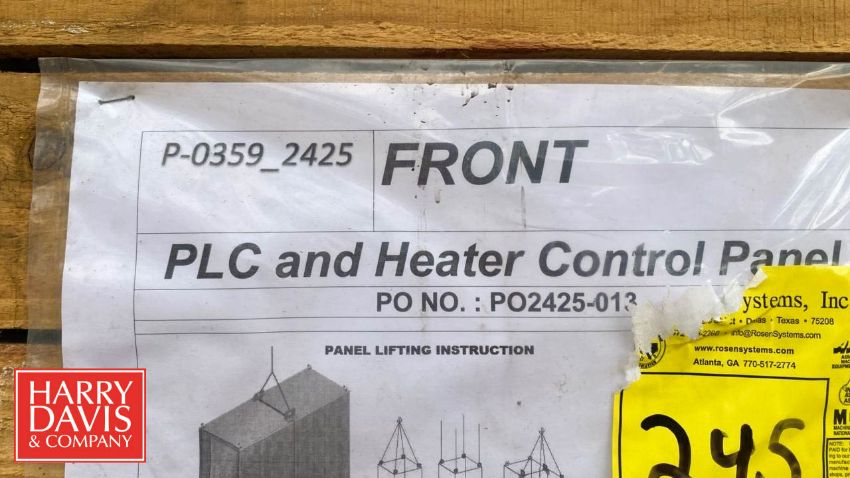 P-0359_2425
FRONT
PLC and Heater Control Panel
PO NO. : PO2425-013
PANEL LIFTING INSTRUCTION
ystems, Inc
Texas • 75208
info@RosenSystems.com
www.rosensystems.com
Atlanta, GA 770-517-2774
245
HARRY
DAVIS
& COMPANY